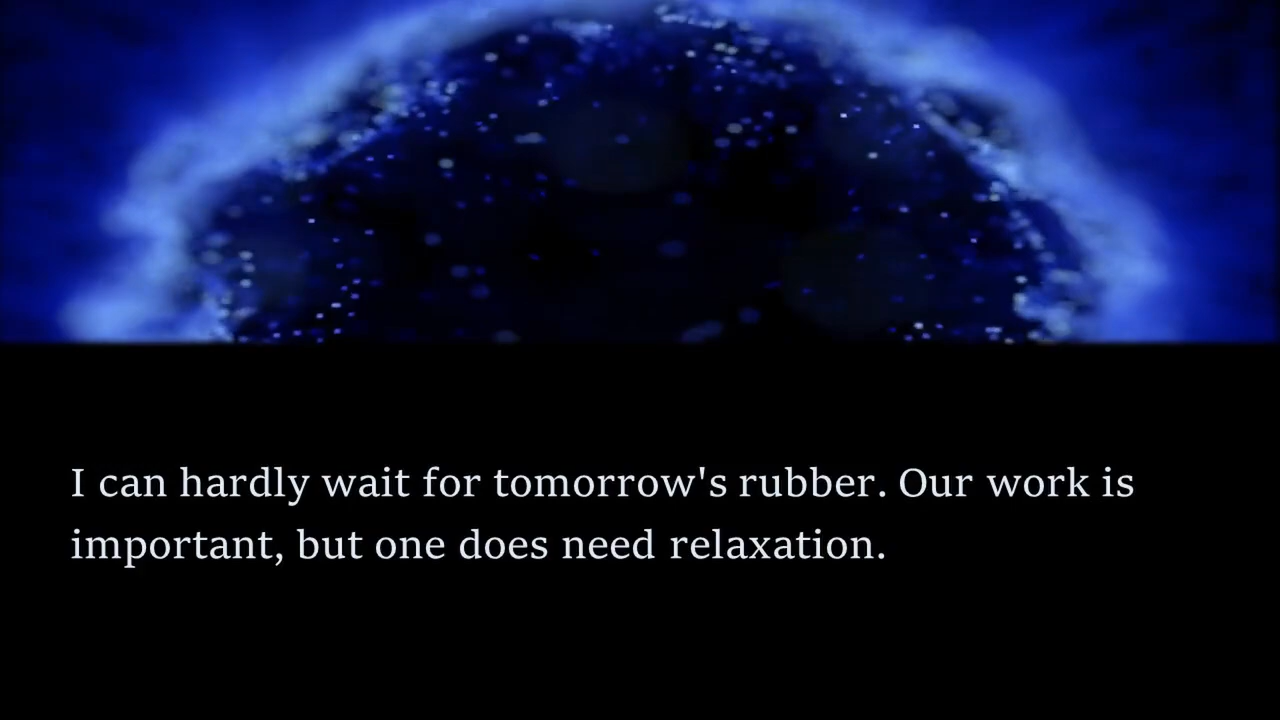 I can hardly wait for tomorrow's rubber. Our work is
important, but one does need relaxation.